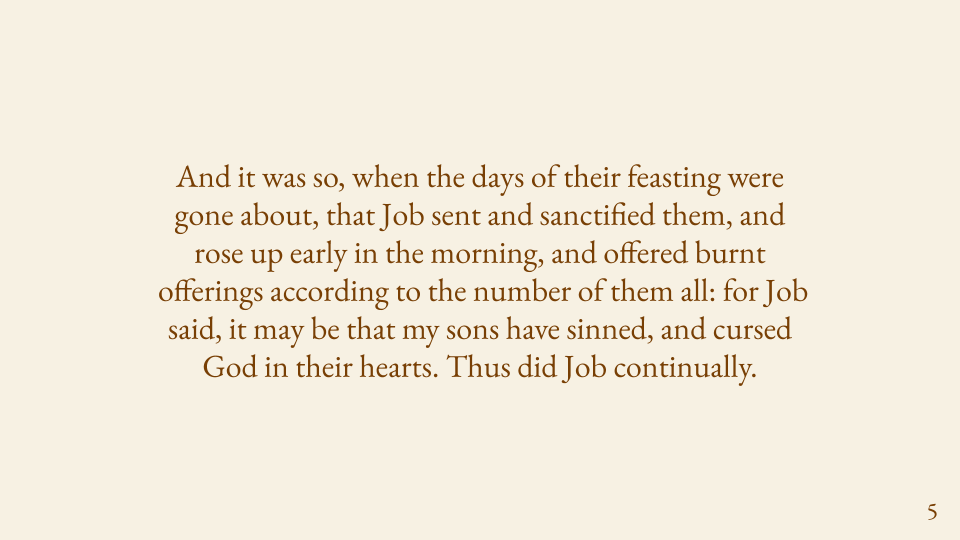 And it was so, when the days of their feasting were
gone about, that Job sent and sanctified them, and
rose up early in the morning, and offered burnt
offerings according to the number of them all: for Job
said, it may be that my sons have sinned, and cursed
God in their hearts. Thus did Job continually.
5